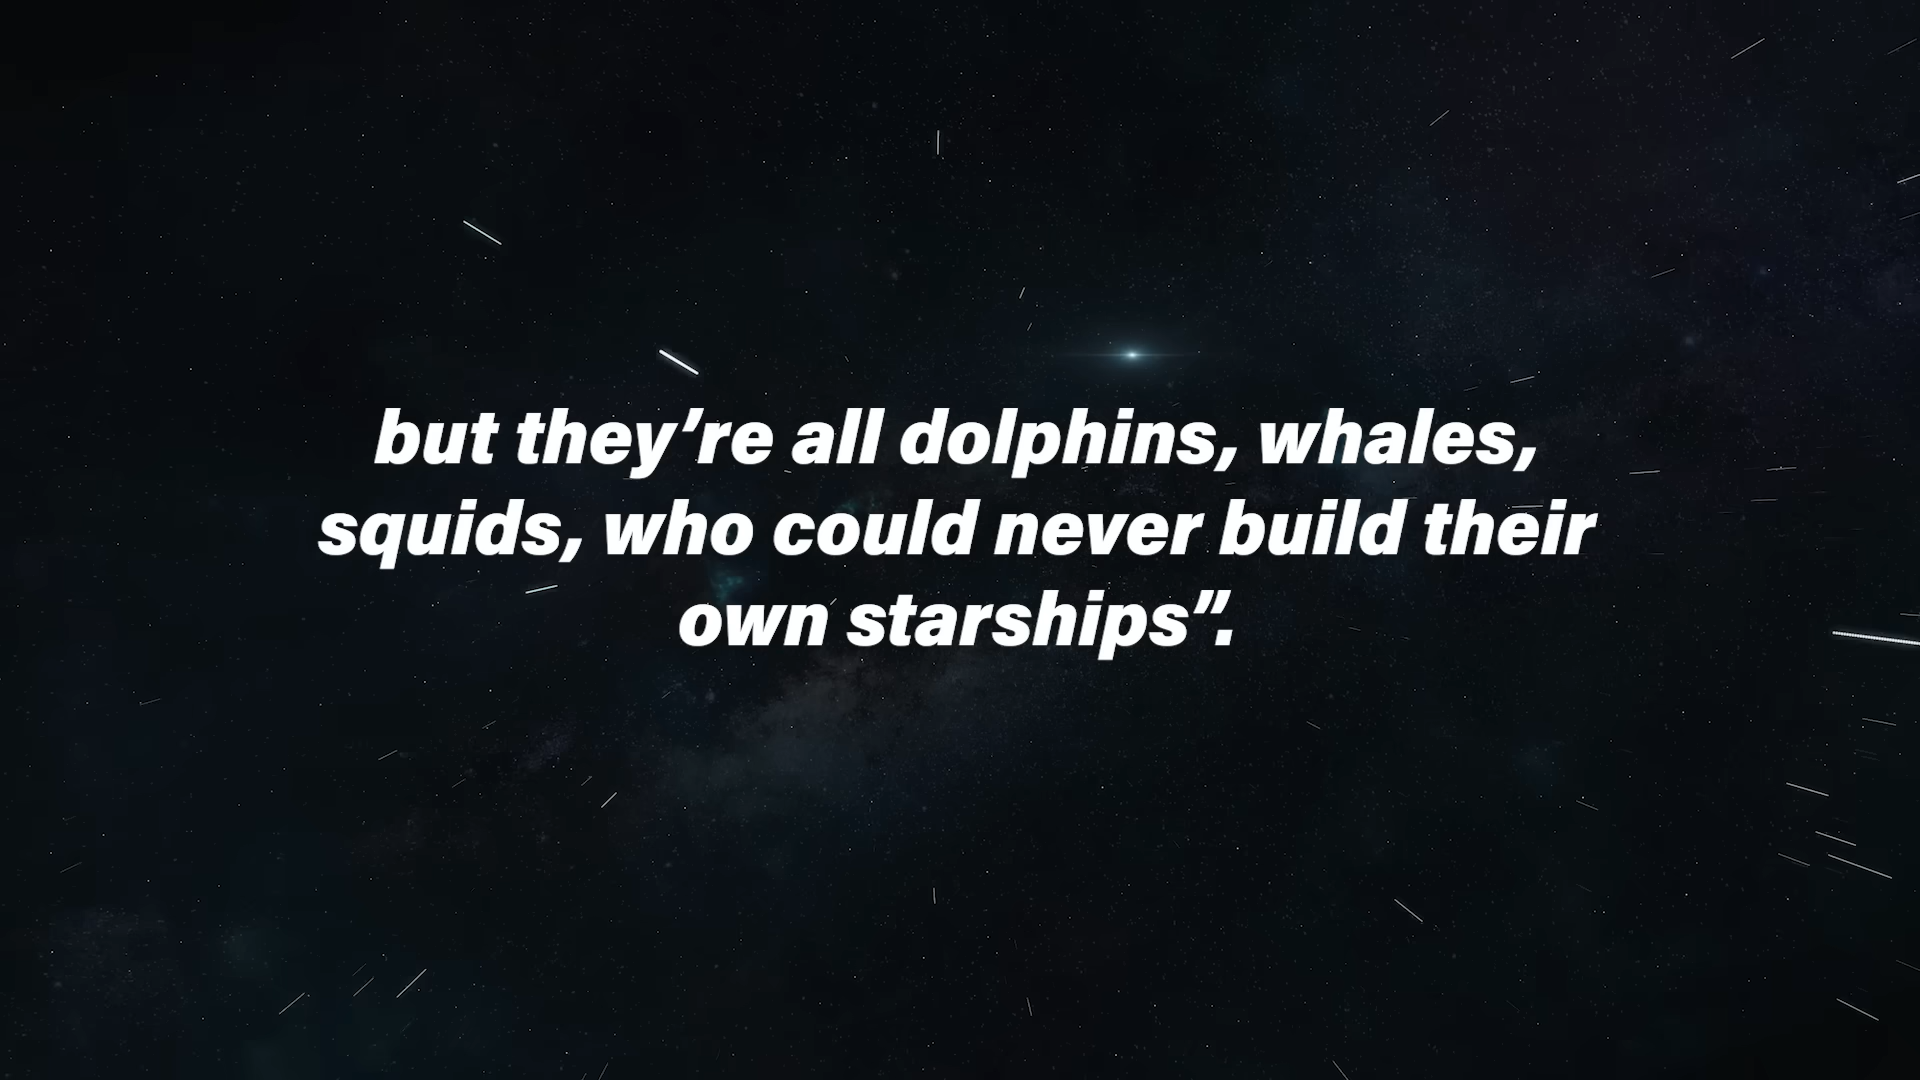 but they’re all dolphins, whales,
squids, who could never build their
own starships”.